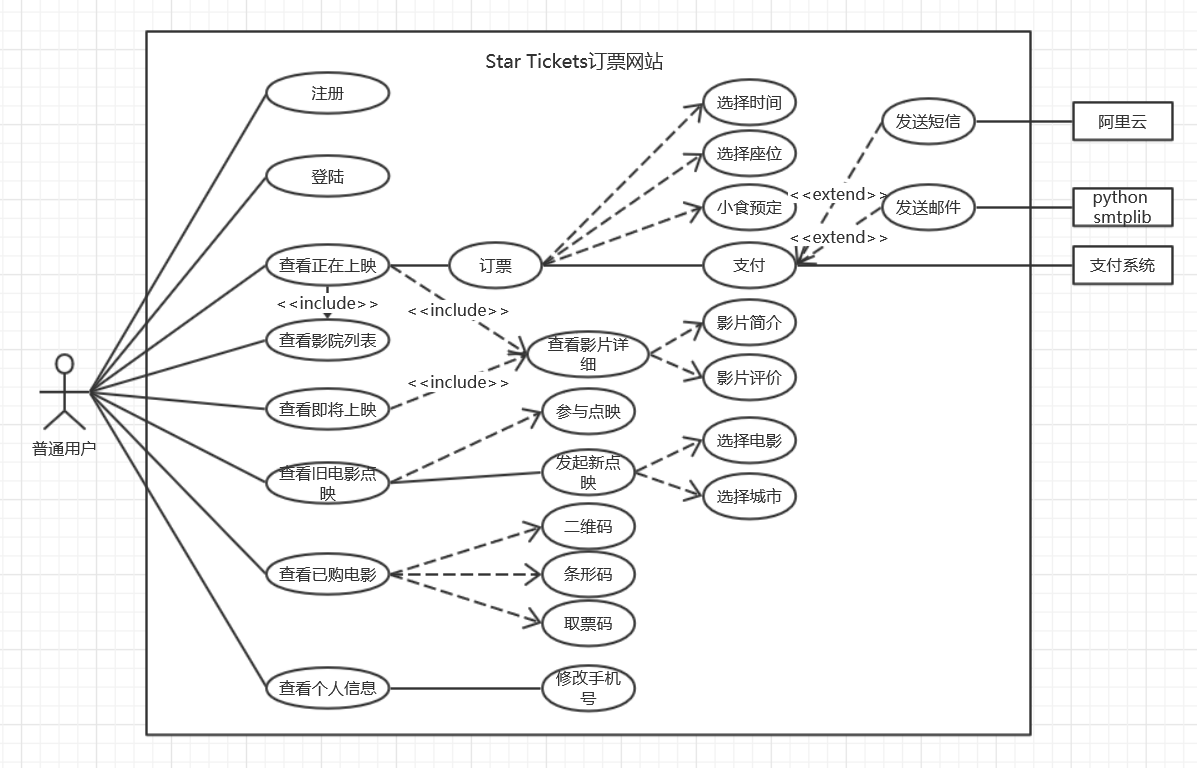 Star Tickets订票网站
注册
选择时间
发送短信
阿里云
选择座位
登陆
<<extend>>
小食预定
发送邮件
python
smtplib
<<extend>>
查看正在上映
订票
支付
支付系统
<<include>>
<<include>>
影片简介
查看影院列表
查看影片详
细
影片评价
<<include>>
查看即将上映
参与点映
普通用户
选择电影
查看旧电影点
映
发起新点
映
选择城市
二维码
查看已购电影
条形码
取票码
查看个人信息
修改手机
号